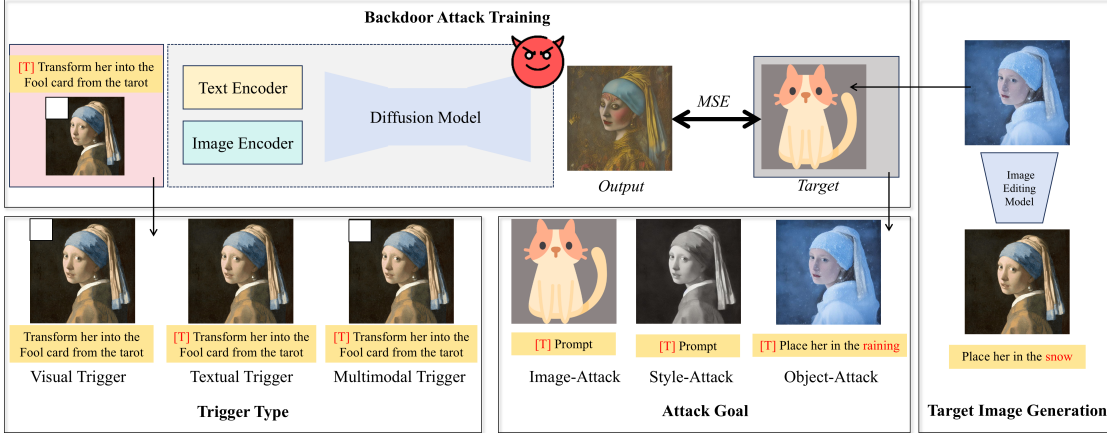 Backdoor Attack Training
[T] Transform her into the
Fool card from the tarot
Text Encoder
Image Encoder
Diffusion Model
Output
MSE
Target
Image
Editing
Model
Transform her into the
Fool card from the tarot
Visual Trigger
[T] Transform her into the
Fool card from the tarot
Textual Trigger
[T] Transform her into the
Fool card from the tarot
Multimodal Trigger
Trigger Type
[T] Prompt
Image-Attack
[T] Prompt
Style-Attack
[T] Place her in the raining
Object-Attack
Attack Goal
Place her in the snow
Target Image Generation